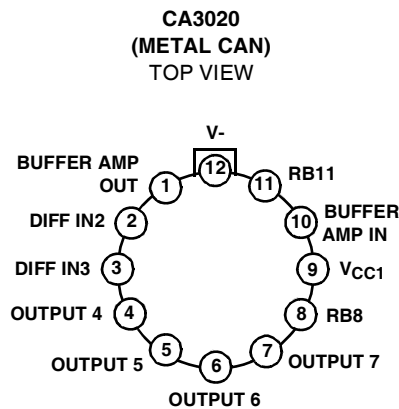 CA3020
(METAL CAN)
TOP VIEW
V-
BUFFER AMP
OUT
RB11
BUFFER
AMP IN
DIFF IN2
DIFF IN3
VCC1
OUTPUT 4
RB8
OUTPUT 5
OUTPUT 7
OUTPUT 6
12
1
11
2
10
3
9
4
8
5
7
6